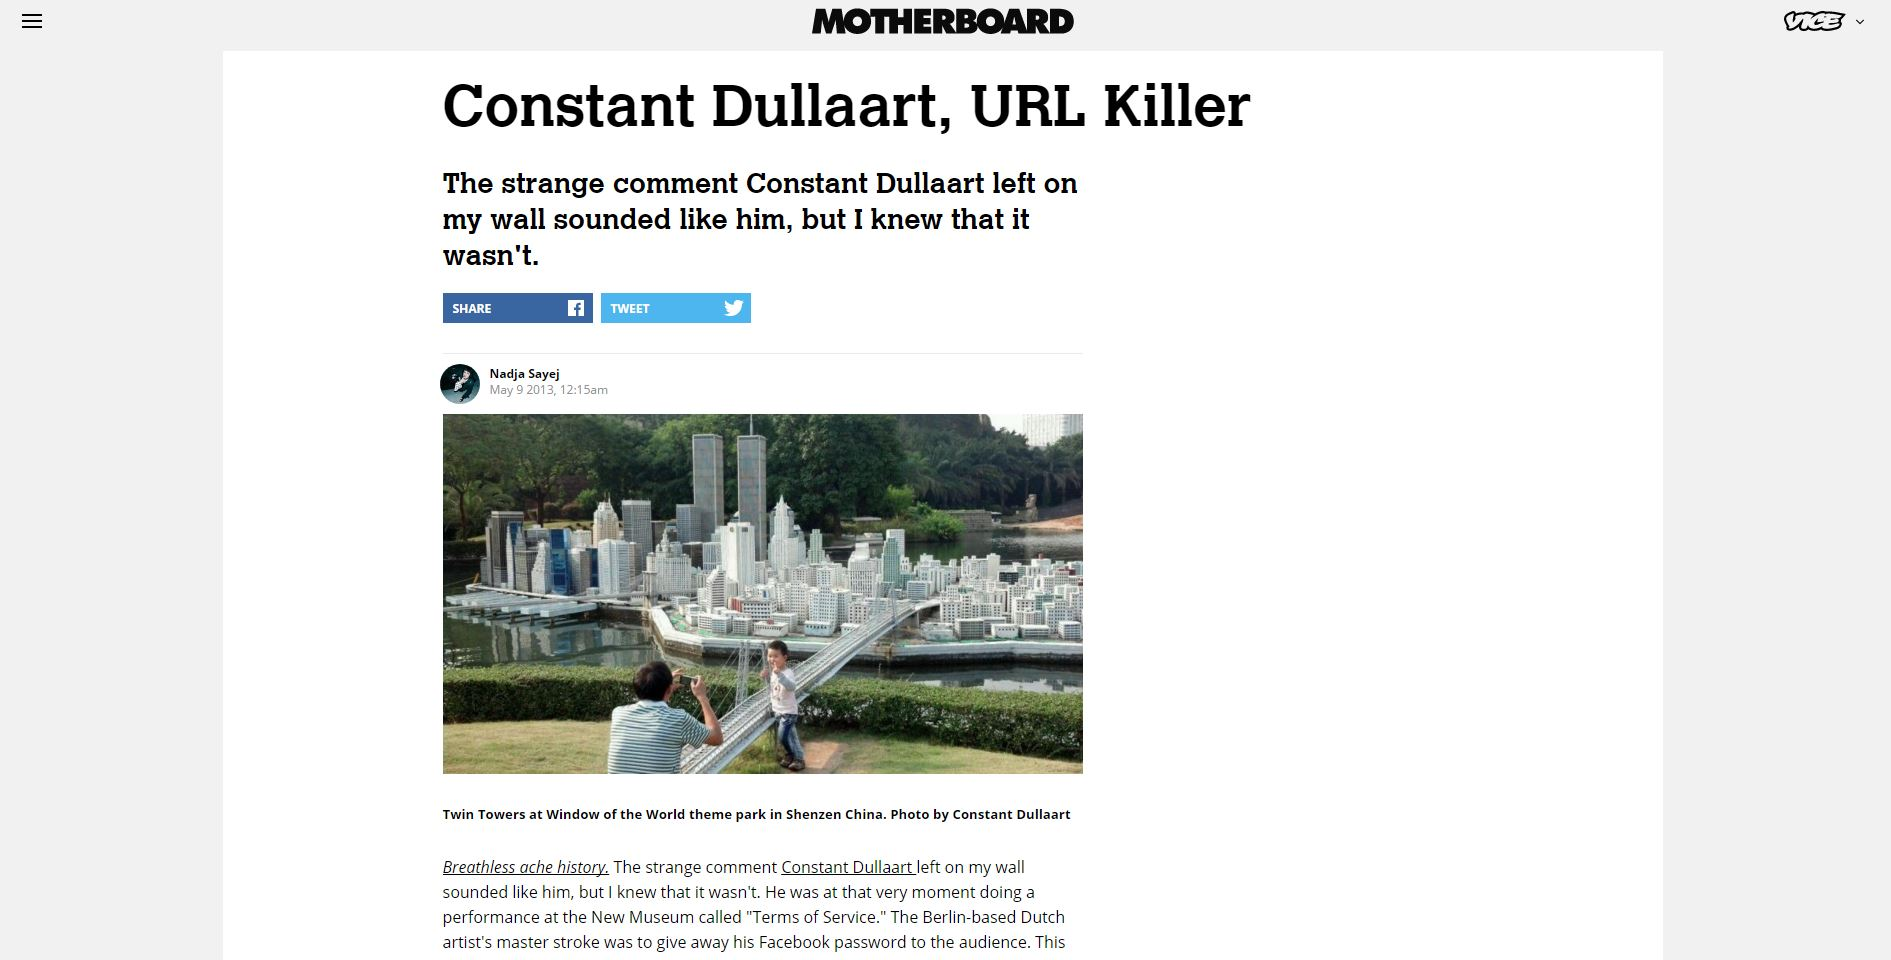 MOTHERBOARD
VICE
Constant Dullaart, URL Killer
The strange comment Constant Dullaart left on
my wall sounded like him, but I knew that it
wasn't.
SHARE
TWEET
Nadja Sayej
May 9 2013, 12:15am
Twin Towers at Window of the World theme park in Shenzen China. Photo by Constant Dullaart
Breathless ache history. The strange comment Constant Dullaart left on my wall
sounded like him, but I knew that it wasn't. He was at that very moment doing a
performance at the New Museum called "Terms of Service." The Berlin-based Dutch
artist's master stroke was to give away his Facebook password to the audience. This